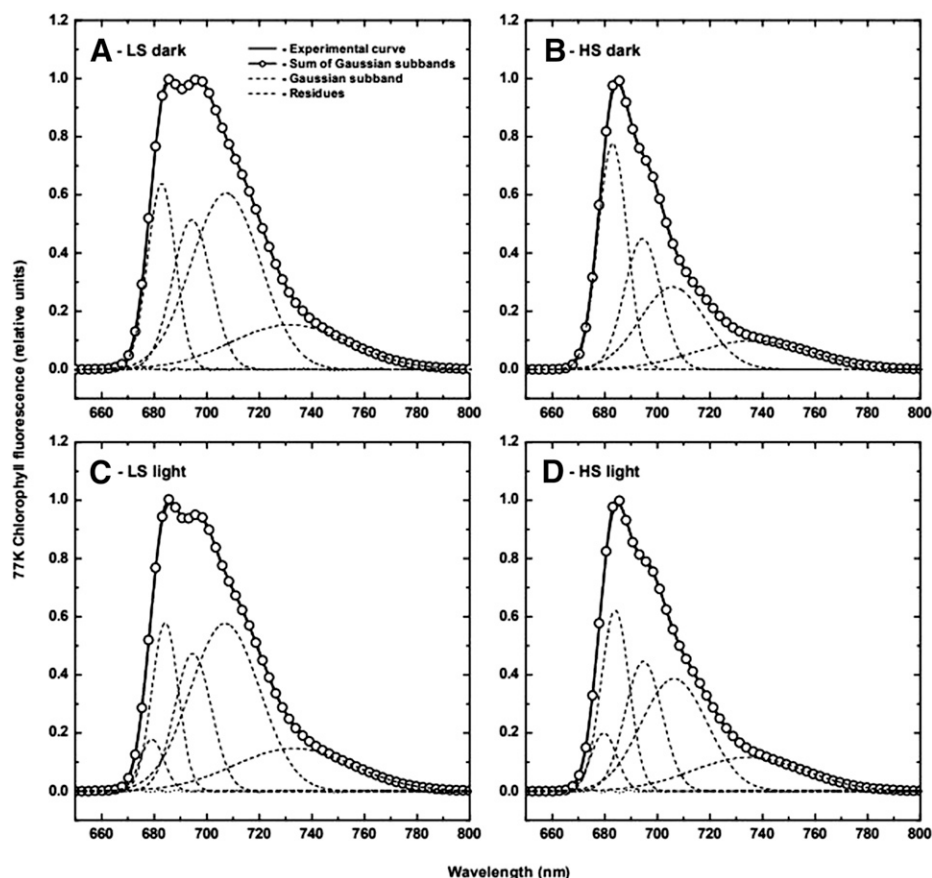 A - LS dark
- Experimental curve
- Sum of Gaussian subbands
- Gaussian subband
- Residues
1.2
1.0
0.8
0.6
0.4
0.2
0.0
660 680 700 720 740 760 780 800
B - HS dark
1.2
1.0
0.8
0.6
0.4
0.2
0.0
660 680 700 720 740 760 780 800
C - LS light
1.2
1.0
0.8
0.6
0.4
0.2
0.0
660 680 700 720 740 760 780 800
D - HS light
1.2
1.0
0.8
0.6
0.4
0.2
0.0
660 680 700 720 740 760 780 800
77K Chlorophyll fluorescence (relative units)
Wavelength (nm)